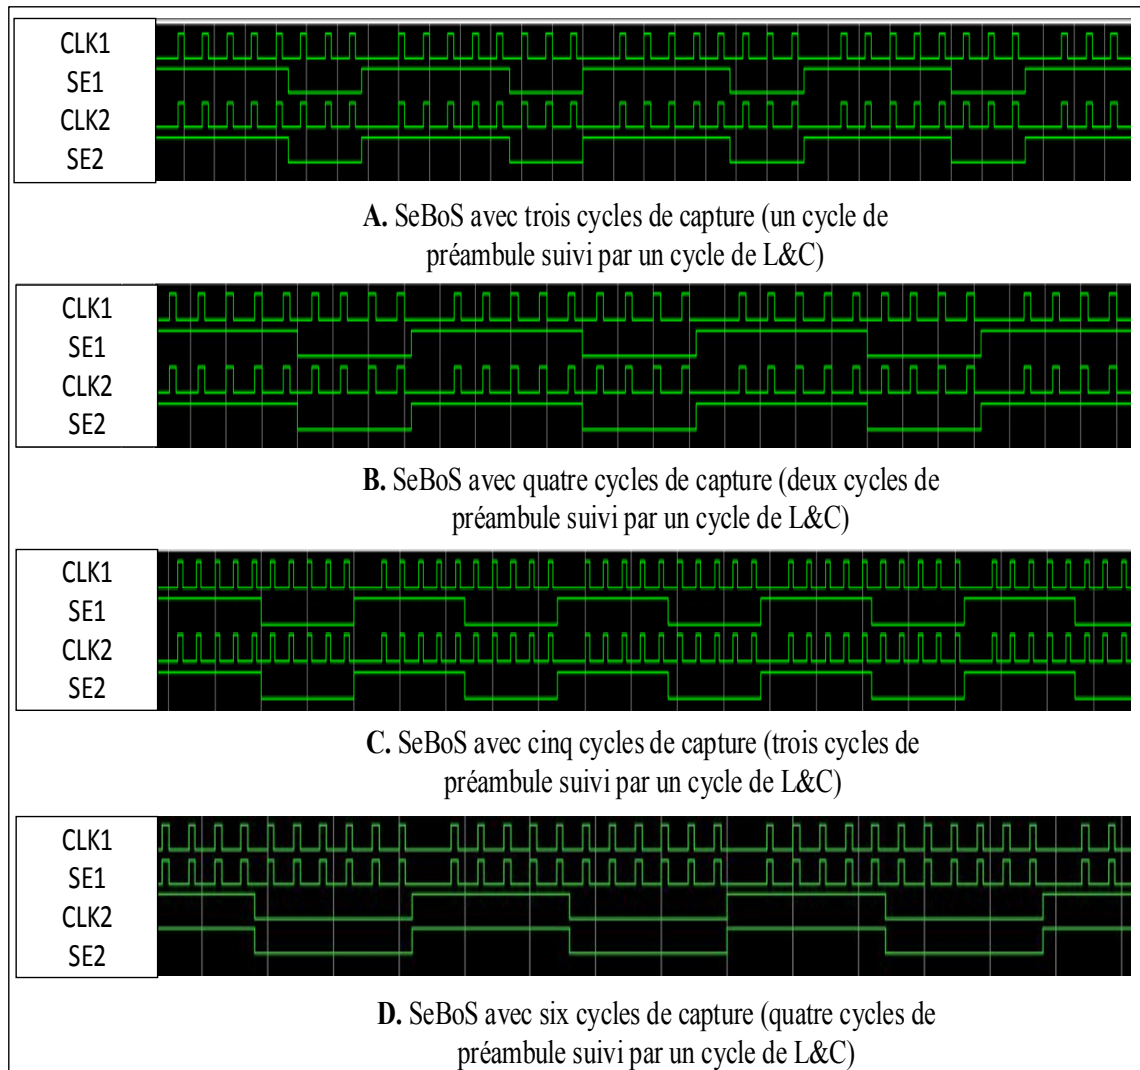 CLK1
SE1
CLK2
SE2
A. SeBoS avec trois cycles de capture (un cycle de
préambule suivi par un cycle de L&C)
CLK1
SE1
CLK2
SE2
B. SeBoS avec quatre cycles de capture (deux cycles de
préambule suivi par un cycle de L&C)
CLK1
SE1
CLK2
SE2
C. SeBoS avec cinq cycles de capture (trois cycles de
préambule suivi par un cycle de L&C)
CLK1
SE1
CLK2
SE2
D. SeBoS avec six cycles de capture (quatre cycles de
préambule suivi par un cycle de L&C)